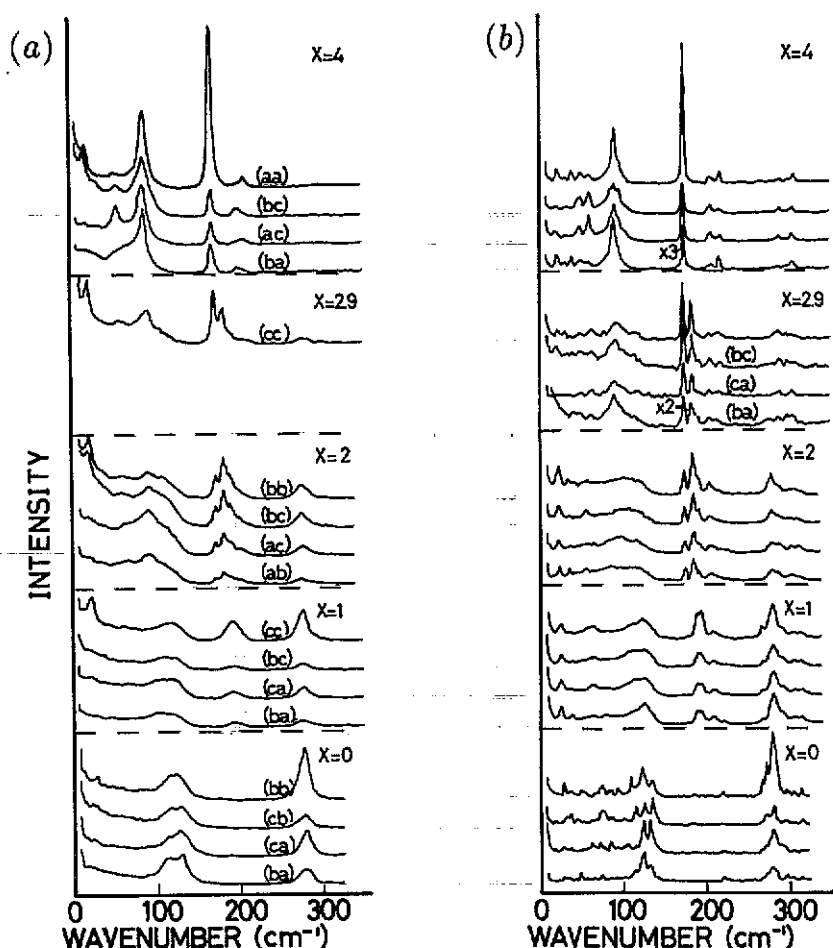 (a)
X=4
(aa)
(bc)
(ac)
(ba)
X=2.9
(cc)
X=2
(bb)
(bc)
(ac)
(ab)
X=1
(cc)
(bc)
(ca)
(ba)
X=0
(bb)
(cb)
(ca)
(ba)
INTENSITY
0 100 200 300
WAVENUMBER (cm⁻¹)
(b)
X=4
x3
X=2.9
(bc)
(ca)
x2
(ba)
X=2
X=1
X=0
0 100 200 300
WAVENUMBER (cm⁻¹)